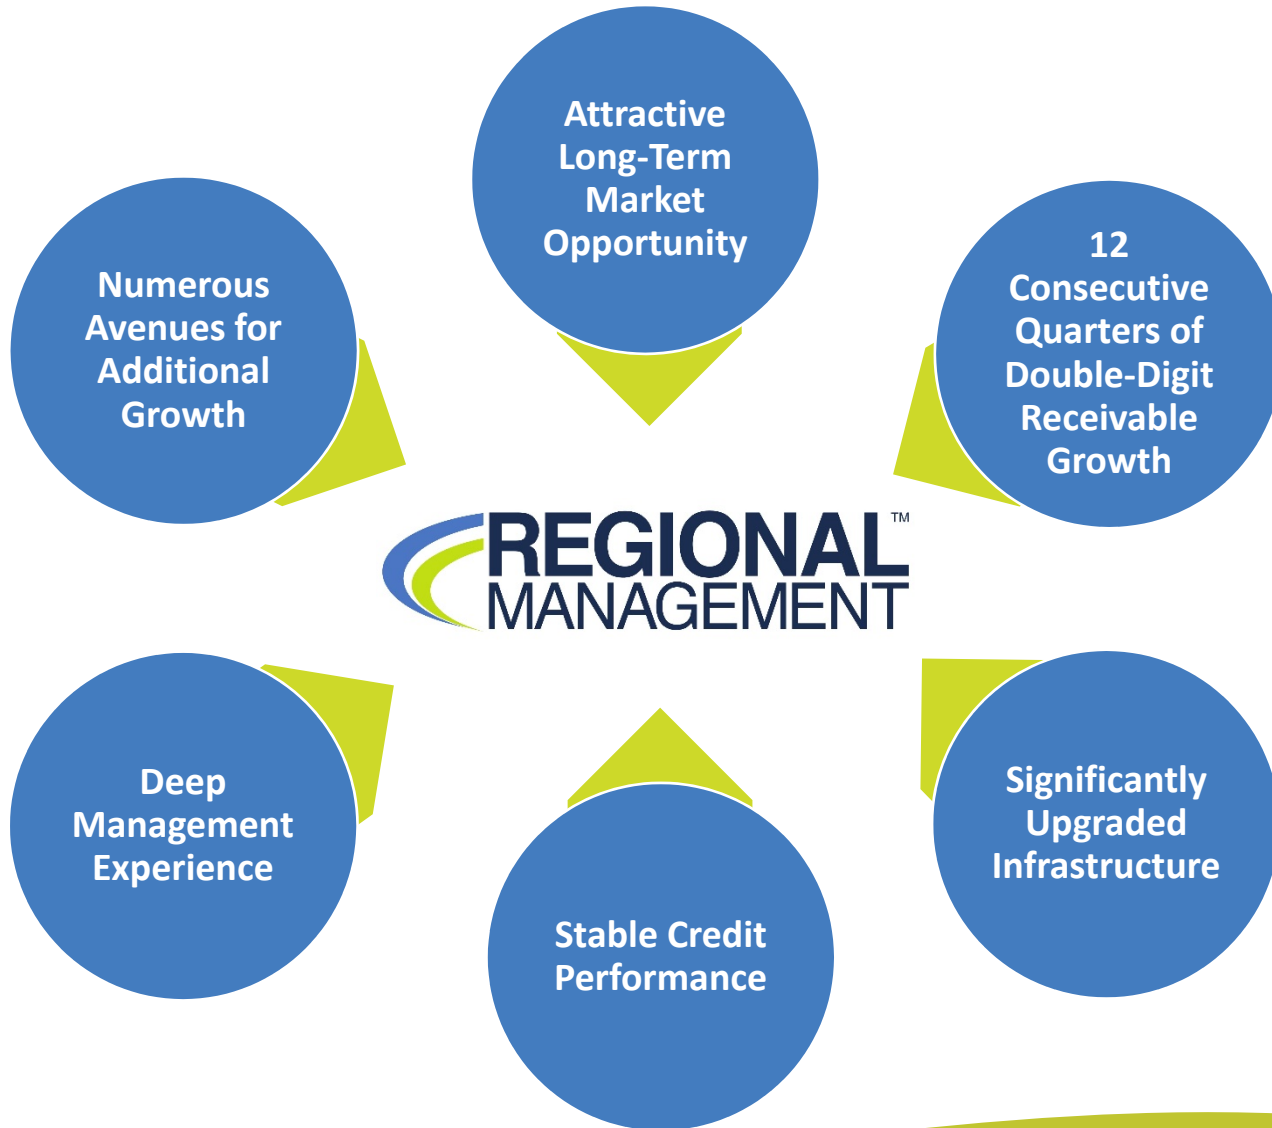 Attractive
Long-Term
Market
Opportunity
12
Consecutive
Quarters of
Double-Digit
Receivable
Growth
Numerous
Avenues for
Additional
Growth
REGIONAL™
MANAGEMENT
Deep
Management
Experience
Significantly
Upgraded
Infrastructure
Stable Credit
Performance